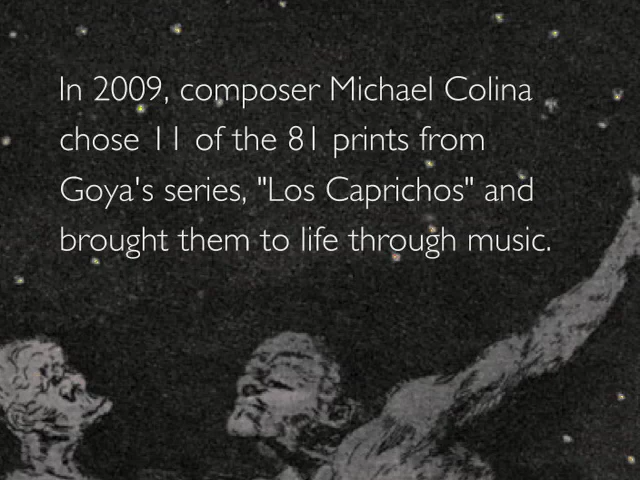 In 2009, composer Michael Colina
chose 11 of the 81 prints from
Goya's series, "Los Caprichos" and
brought them to life through music.